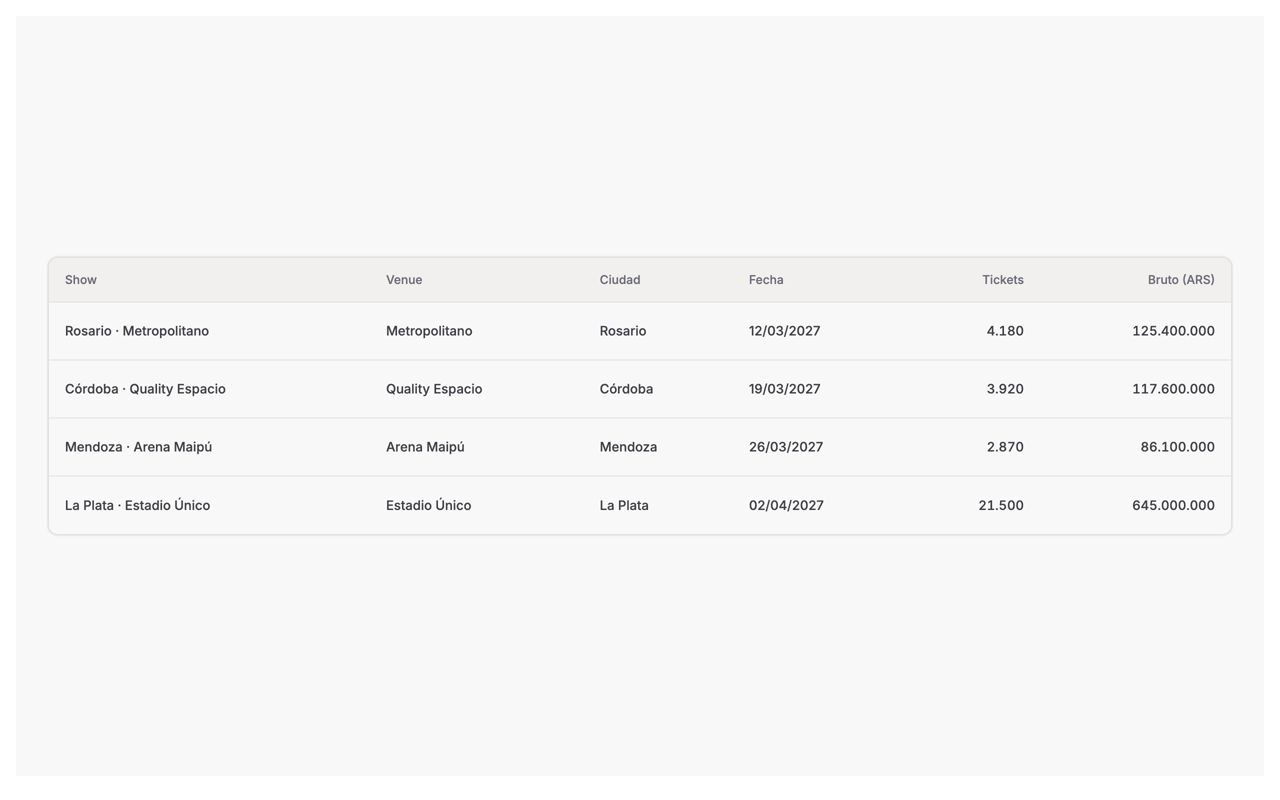 Show Venue Ciudad Fecha Tickets Bruto (ARS)
Rosario · Metropolitano Metropolitano Rosario 12/03/2027 4.180 125.400.000
Córdoba · Quality Espacio Quality Espacio Córdoba 19/03/2027 3.920 117.600.000
Mendoza · Arena Maipú Arena Maipú Mendoza 26/03/2027 2.870 86.100.000
La Plata · Estadio Único Estadio Único La Plata 02/04/2027 21.500 645.000.000